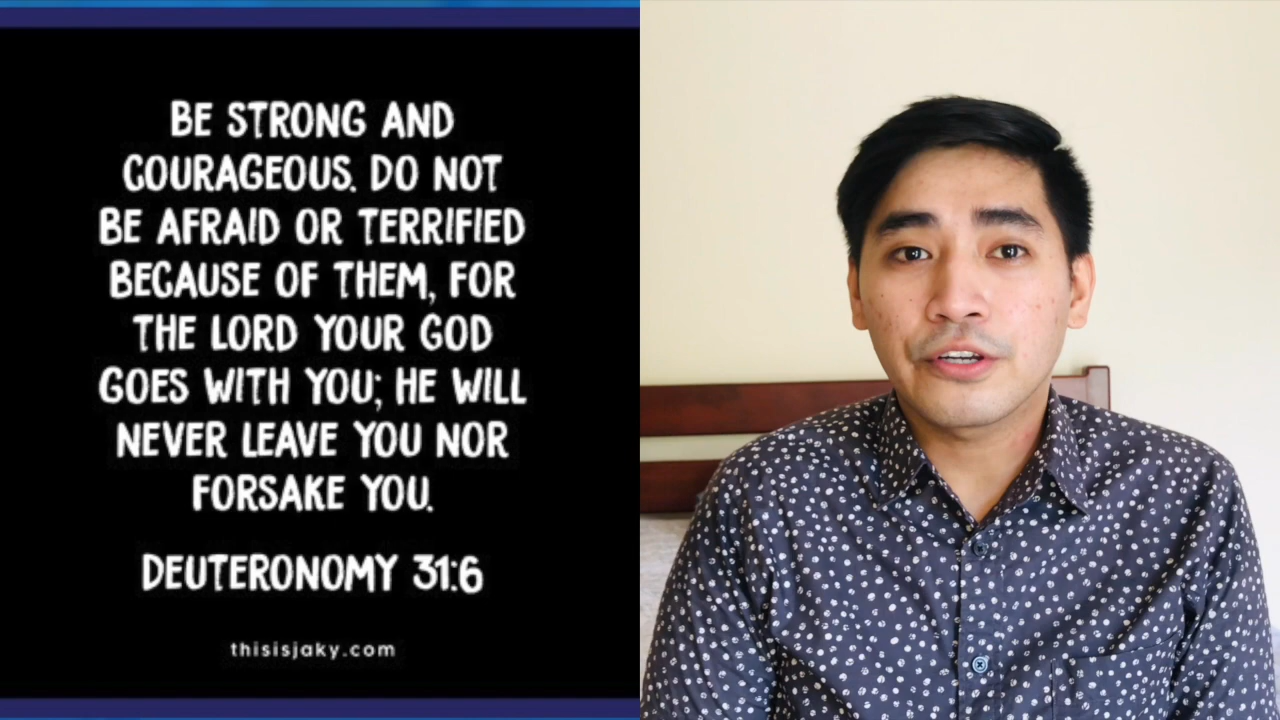 BE STRONG AND
COURAGEOUS. DO NOT
BE AFRAID OR TERRIFIED
BECAUSE OF THEM, FOR
THE LORD YOUR GOD
GOES WITH YOU; HE WILL
NEVER LEAVE YOU NOR
FORSAKE YOU.
DEUTERONOMY 31:6
thisisjaky.com